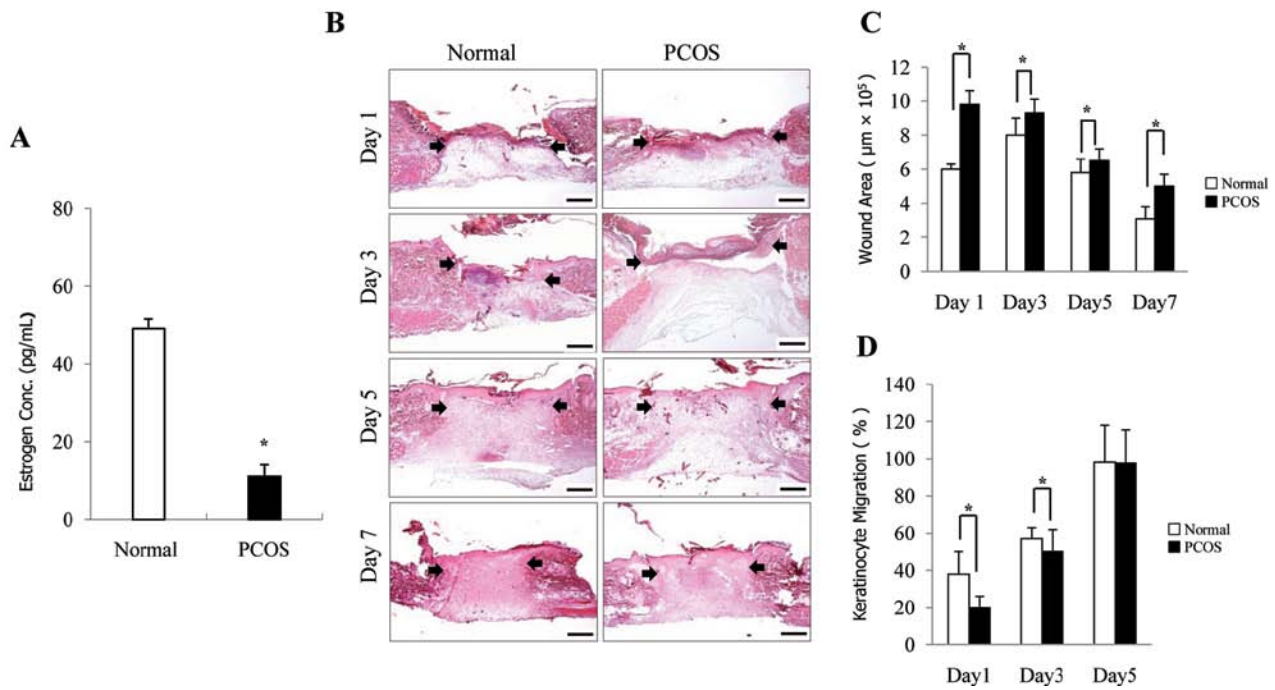 A
Estrogen Conc. (pg/mL)
80
60
40
20
0
*
Normal PCOS
B
Normal PCOS
Day 1
Day 3
Day 5
Day 7
C
Wound Area ( µm × 10⁵)
12
10
8
6
4
2
0
* * * *
Day 1 Day3 Day5 Day7
Normal
PCOS
D
Keratinocyte Migration ( %)
140
120
100
80
60
40
20
0
* *
Day1 Day3 Day5
Normal
PCOS